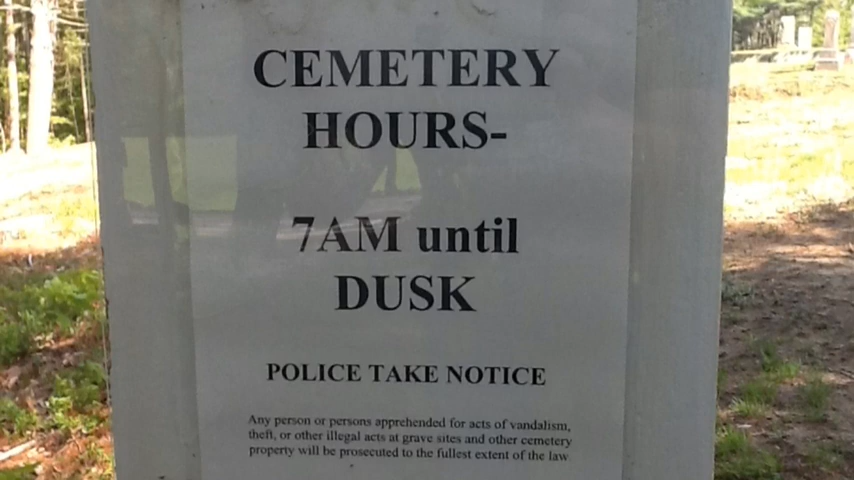 CEMETERY
HOURS-
7AM until
DUSK
POLICE TAKE NOTICE
Any person or persons apprehended for acts of vandalism,
theft, or other illegal acts at grave sites and other cemetery
property will be prosecuted to the fullest extent of the law